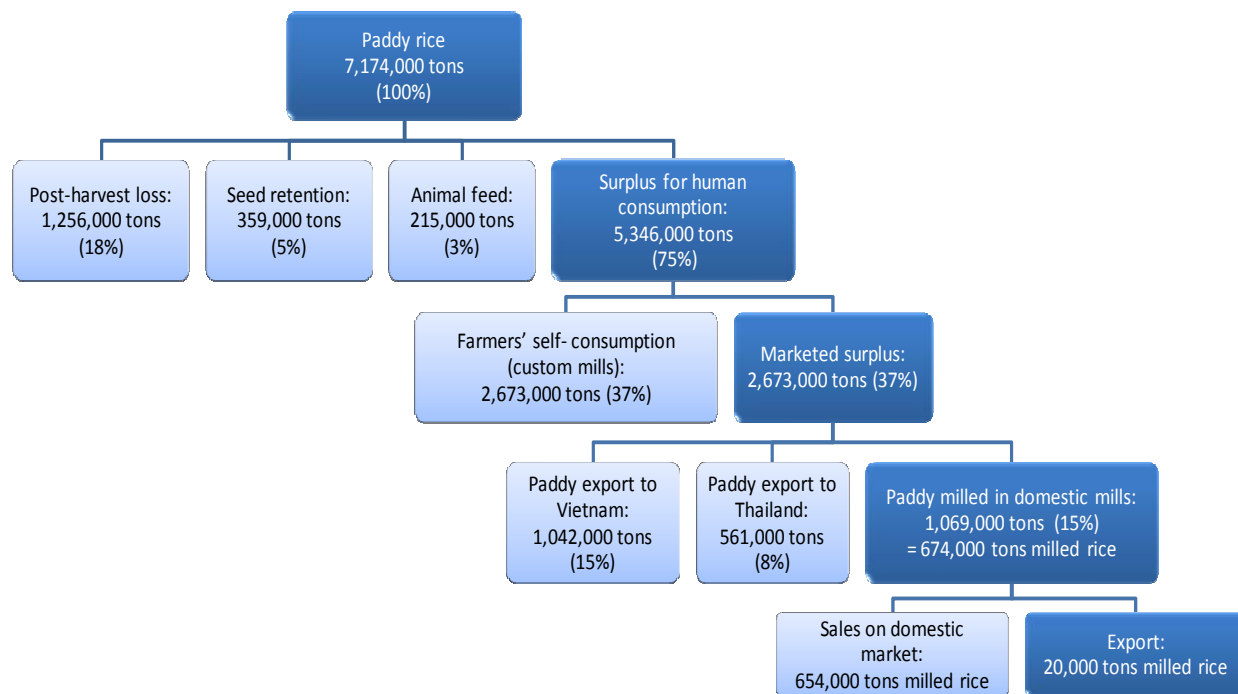 Paddy rice
7,174,000 tons
(100%)
Post-harvest loss:
1,256,000 tons
(18%)
Seed retention:
359,000 tons
(5%)
Animal feed:
215,000 tons
(3%)
Surplus for human
consumption:
5,346,000 tons
(75%)
Farmers’ self- consumption
(custom mills):
2,673,000 tons (37%)
Marketed surplus:
2,673,000 tons (37%)
Paddy export to
Vietnam:
1,042,000 tons
(15%)
Paddy export to
Thailand:
561,000 tons
(8%)
Paddy milled in domestic mills:
1,069,000 tons (15%)
= 674,000 tons milled rice
Sales on domestic
market:
654,000 tons milled rice
Export:
20,000 tons milled rice